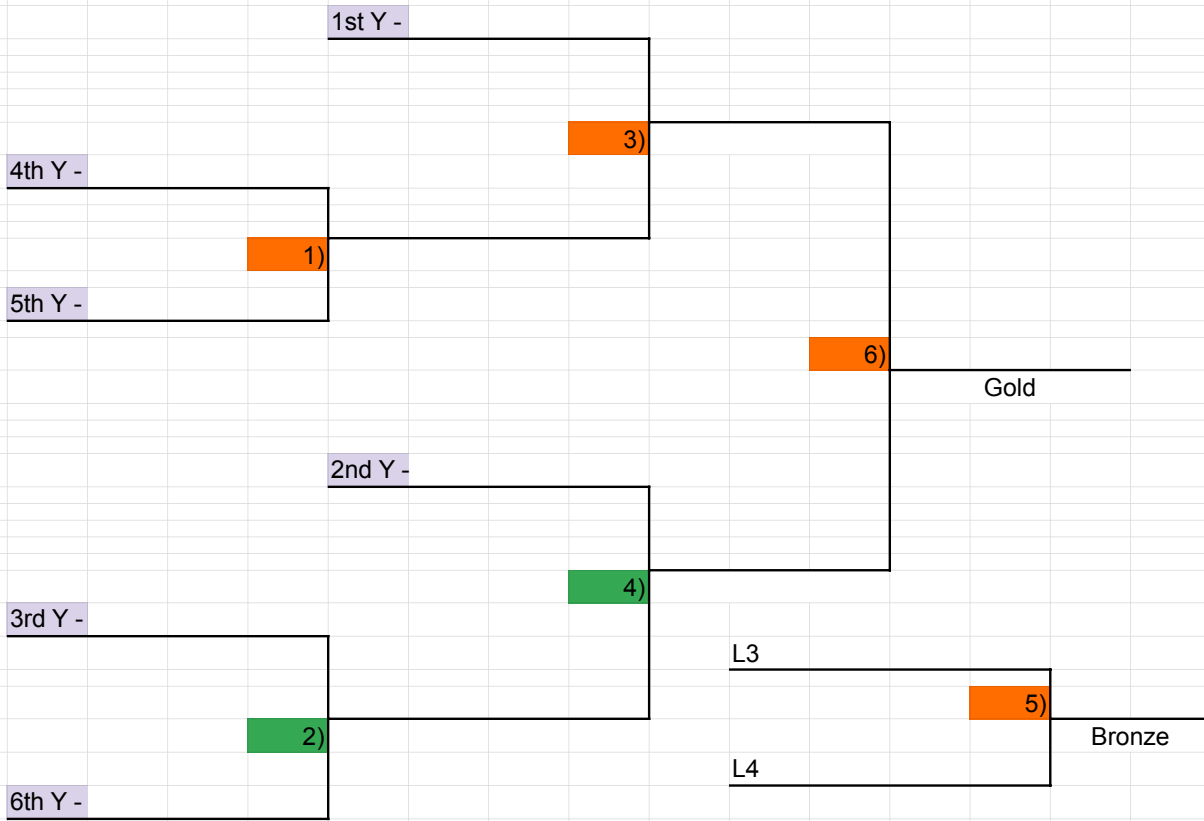 1st Y -
3)
4th Y -
1)
5th Y -
6)
Gold
2nd Y -
4)
3rd Y -
L3
5)
2)
Bronze
L4
6th Y -